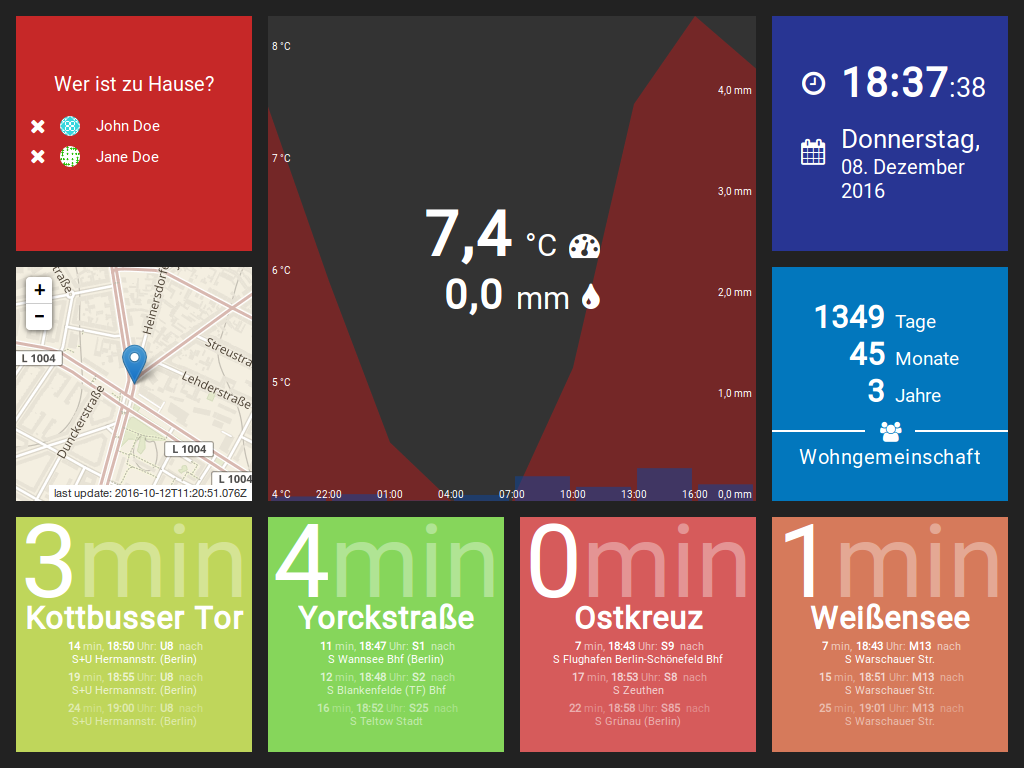 Wer ist zu Hause?
John Doe
Jane Doe
8 °C
7 °C
6 °C
5 °C
4 °C
22:00
01:00
04:00
07:00
10:00
13:00
16:00
4,0 mm
3,0 mm
2,0 mm
1,0 mm
0,0 mm
7,4 °C
0,0 mm
18:37:38
Donnerstag,
08. Dezember
2016
+
−
Heinersdorfer
Streustra
Lehderstraße
Dunckerstraße
raße
L 1004
L 1004
L 1004
last update: 2016-10-12T11:20:51.076Z
1349 Tage
45 Monate
3 Jahre
Wohngemeinschaft
3min
Kottbusser Tor
14 min, 18:50 Uhr: U8 nach
S+U Hermannstr. (Berlin)
19 min, 18:55 Uhr: U8 nach
S+U Hermannstr. (Berlin)
24 min, 19:00 Uhr: U8 nach
S+U Hermannstr. (Berlin)
4min
Yorckstraße
11 min, 18:47 Uhr: S1 nach
S Wannsee Bhf (Berlin)
12 min, 18:48 Uhr: S2 nach
S Blankenfelde (TF) Bhf
16 min, 18:52 Uhr: S25 nach
S Teltow Stadt
0min
Ostkreuz
7 min, 18:43 Uhr: S9 nach
S Flughafen Berlin-Schönefeld Bhf
17 min, 18:53 Uhr: S8 nach
S Zeuthen
22 min, 18:58 Uhr: S85 nach
S Grünau (Berlin)
1min
Weißensee
7 min, 18:43 Uhr: M13 nach
S Warschauer Str.
15 min, 18:51 Uhr: M13 nach
S Warschauer Str.
25 min, 19:01 Uhr: M13 nach
S Warschauer Str.